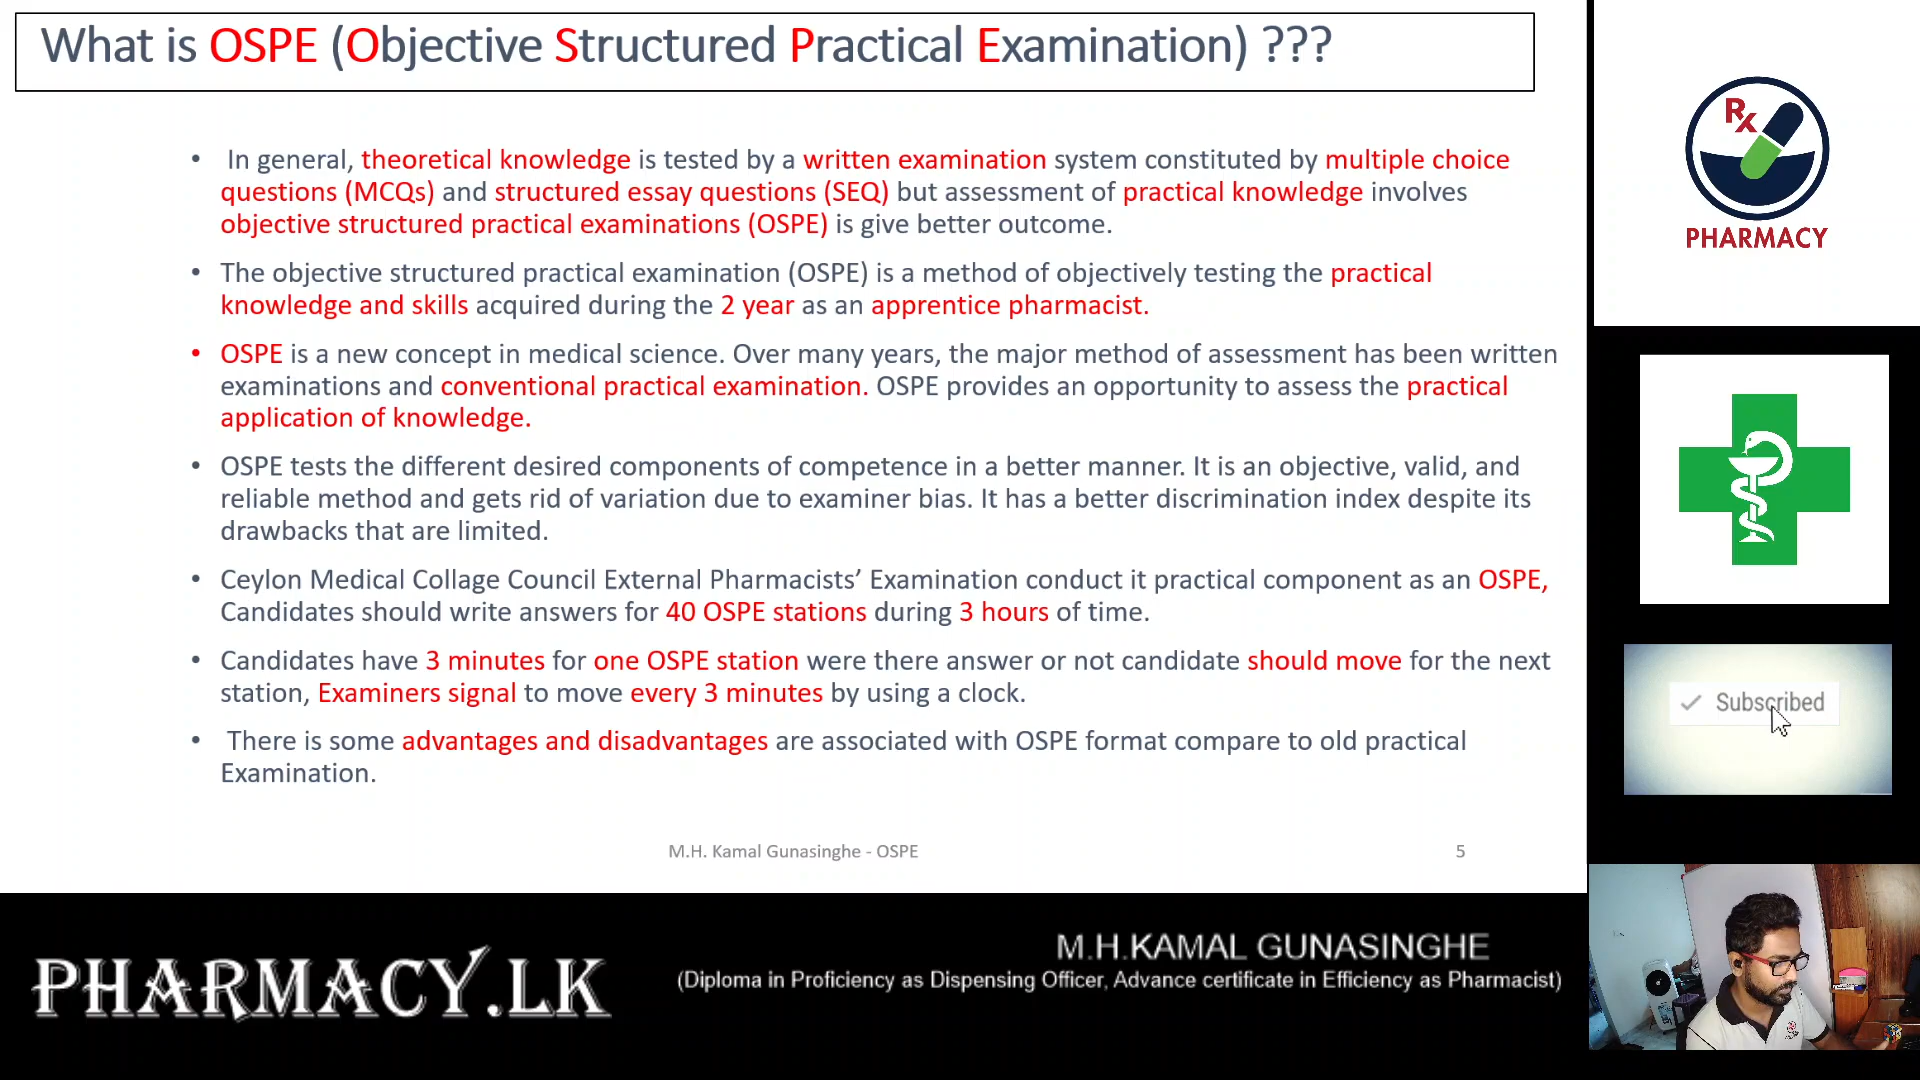 What is OSPE (Objective Structured Practical Examination) ???
• In general, theoretical knowledge is tested by a written examination system constituted by multiple choice
questions (MCQs) and structured essay questions (SEQ) but assessment of practical knowledge involves
objective structured practical examinations (OSPE) is give better outcome.
• The objective structured practical examination (OSPE) is a method of objectively testing the practical
knowledge and skills acquired during the 2 year as an apprentice pharmacist.
• OSPE is a new concept in medical science. Over many years, the major method of assessment has been written
examinations and conventional practical examination. OSPE provides an opportunity to assess the practical
application of knowledge.
• OSPE tests the different desired components of competence in a better manner. It is an objective, valid, and
reliable method and gets rid of variation due to examiner bias. It has a better discrimination index despite its
drawbacks that are limited.
• Ceylon Medical Collage Council External Pharmacists’ Examination conduct it practical component as an OSPE,
Candidates should write answers for 40 OSPE stations during 3 hours of time.
• Candidates have 3 minutes for one OSPE station were there answer or not candidate should move for the next
station, Examiners signal to move every 3 minutes by using a clock.
• There is some advantages and disadvantages are associated with OSPE format compare to old practical
Examination.
M.H. Kamal Gunasinghe - OSPE
5
Rx
PHARMACY
Subscribed
PHARMACY.LK
M.H.KAMAL GUNASINGHE
(Diploma in Proficiency as Dispensing Officer, Advance certificate in Efficiency as Pharmacist)